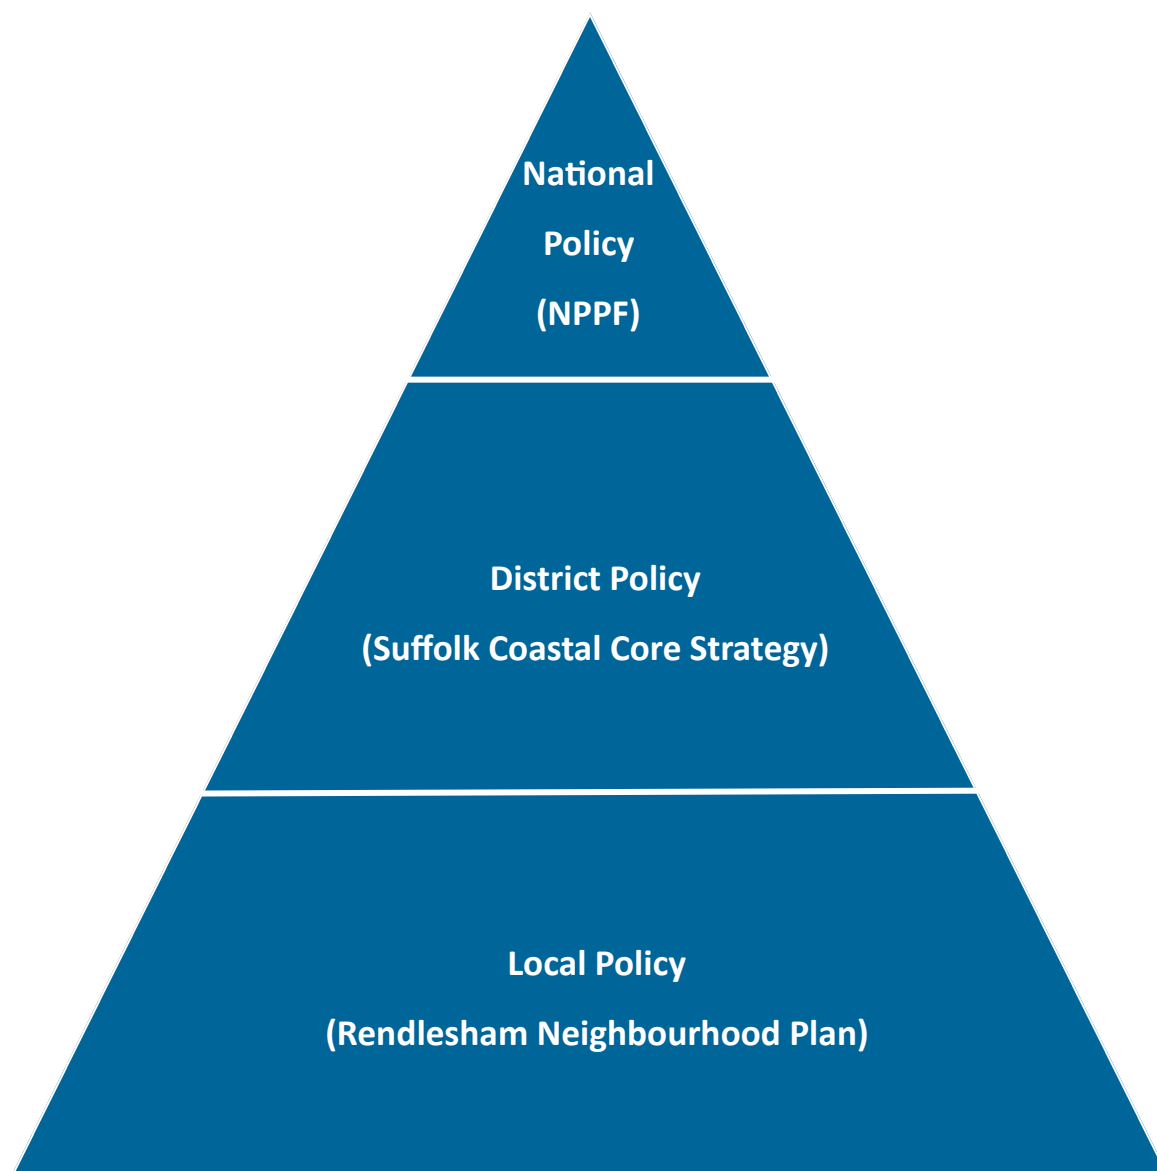 National
Policy
(NPPF)
District Policy
(Suffolk Coastal Core Strategy)
Local Policy
(Rendlesham Neighbourhood Plan)